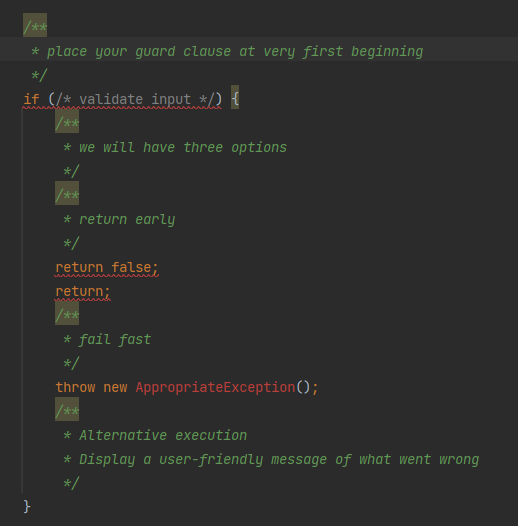 /**
 * place your guard clause at very first beginning
 */
if (/* validate input */) {
    /**
     * we will have three options
     */
    /**
     * return early
     */
    return false;
    return;
    /**
     * fail fast
     */
    throw new AppropriateException();
    /**
     * Alternative execution
     * Display a user-friendly message of what went wrong
     */
}